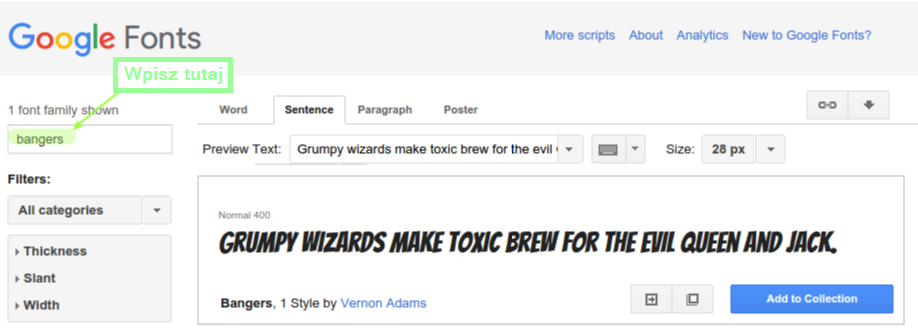 Google Fonts
More scripts About Analytics New to Google Fonts?
Wpisz tutaj
1 font family shown
bangers
Filters:
All categories
Thickness
Slant
Width
Word Sentence Paragraph Poster
Preview Text: Grumpy wizards make toxic brew for the evil Size: 28 px
Normal 400
GRUMPY WIZARDS MAKE TOXIC BREW FOR THE EVIL QUEEN AND JACK.
Bangers, 1 Style by Vernon Adams
Add to Collection